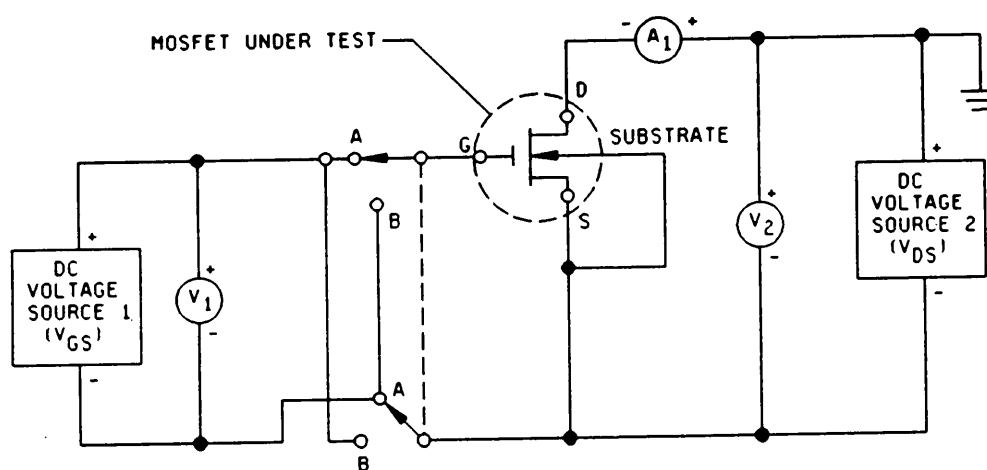 MOSFET UNDER TEST
- A1 +
D
SUBSTRATE
A
G
B
S
+
DC
VOLTAGE
SOURCE 1
(VGS)
-
+
V1
-
+
V2
-
+
DC
VOLTAGE
SOURCE 2
(VDS)
-
A
B